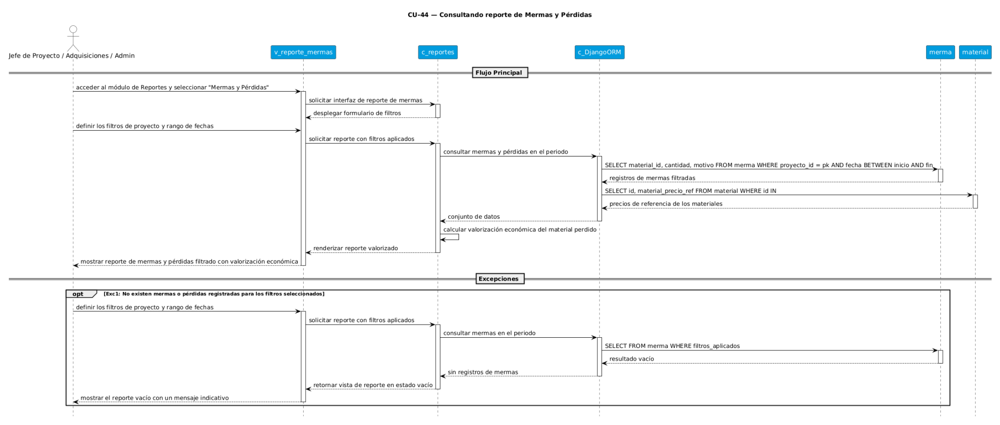 CU-44 — Consultando reporte de Mermas y Pérdidas
Jefe de Proyecto / Adquisiciones / Admin
v_reporte_mermas
c_reportes
c_DjangoORM
merma
material
Flujo Principal
acceder al módulo de Reportes y seleccionar "Mermas y Pérdidas"
solicitar interfaz de reporte de mermas
desplegar formulario de filtros
definir los filtros de proyecto y rango de fechas
solicitar reporte con filtros aplicados
consultar mermas y pérdidas en el periodo
SELECT material_id, cantidad, motivo FROM merma WHERE proyecto_id = pk AND fecha BETWEEN inicio AND fin
registros de mermas filtradas
SELECT id, material_precio_ref FROM material WHERE id IN
precios de referencia de los materiales
conjunto de datos
calcular valorización económica del material perdido
renderizar reporte valorizado
mostrar reporte de mermas y pérdidas filtrado con valorización económica
Excepciones
opt
[Exc1: No existen mermas o pérdidas registradas para los filtros seleccionados]
definir los filtros de proyecto y rango de fechas
solicitar reporte con filtros aplicados
consultar mermas en el periodo
SELECT FROM merma WHERE filtros_aplicados
resultado vacío
sin registros de mermas
retornar vista de reporte en estado vacío
mostrar el reporte vacío con un mensaje indicativo